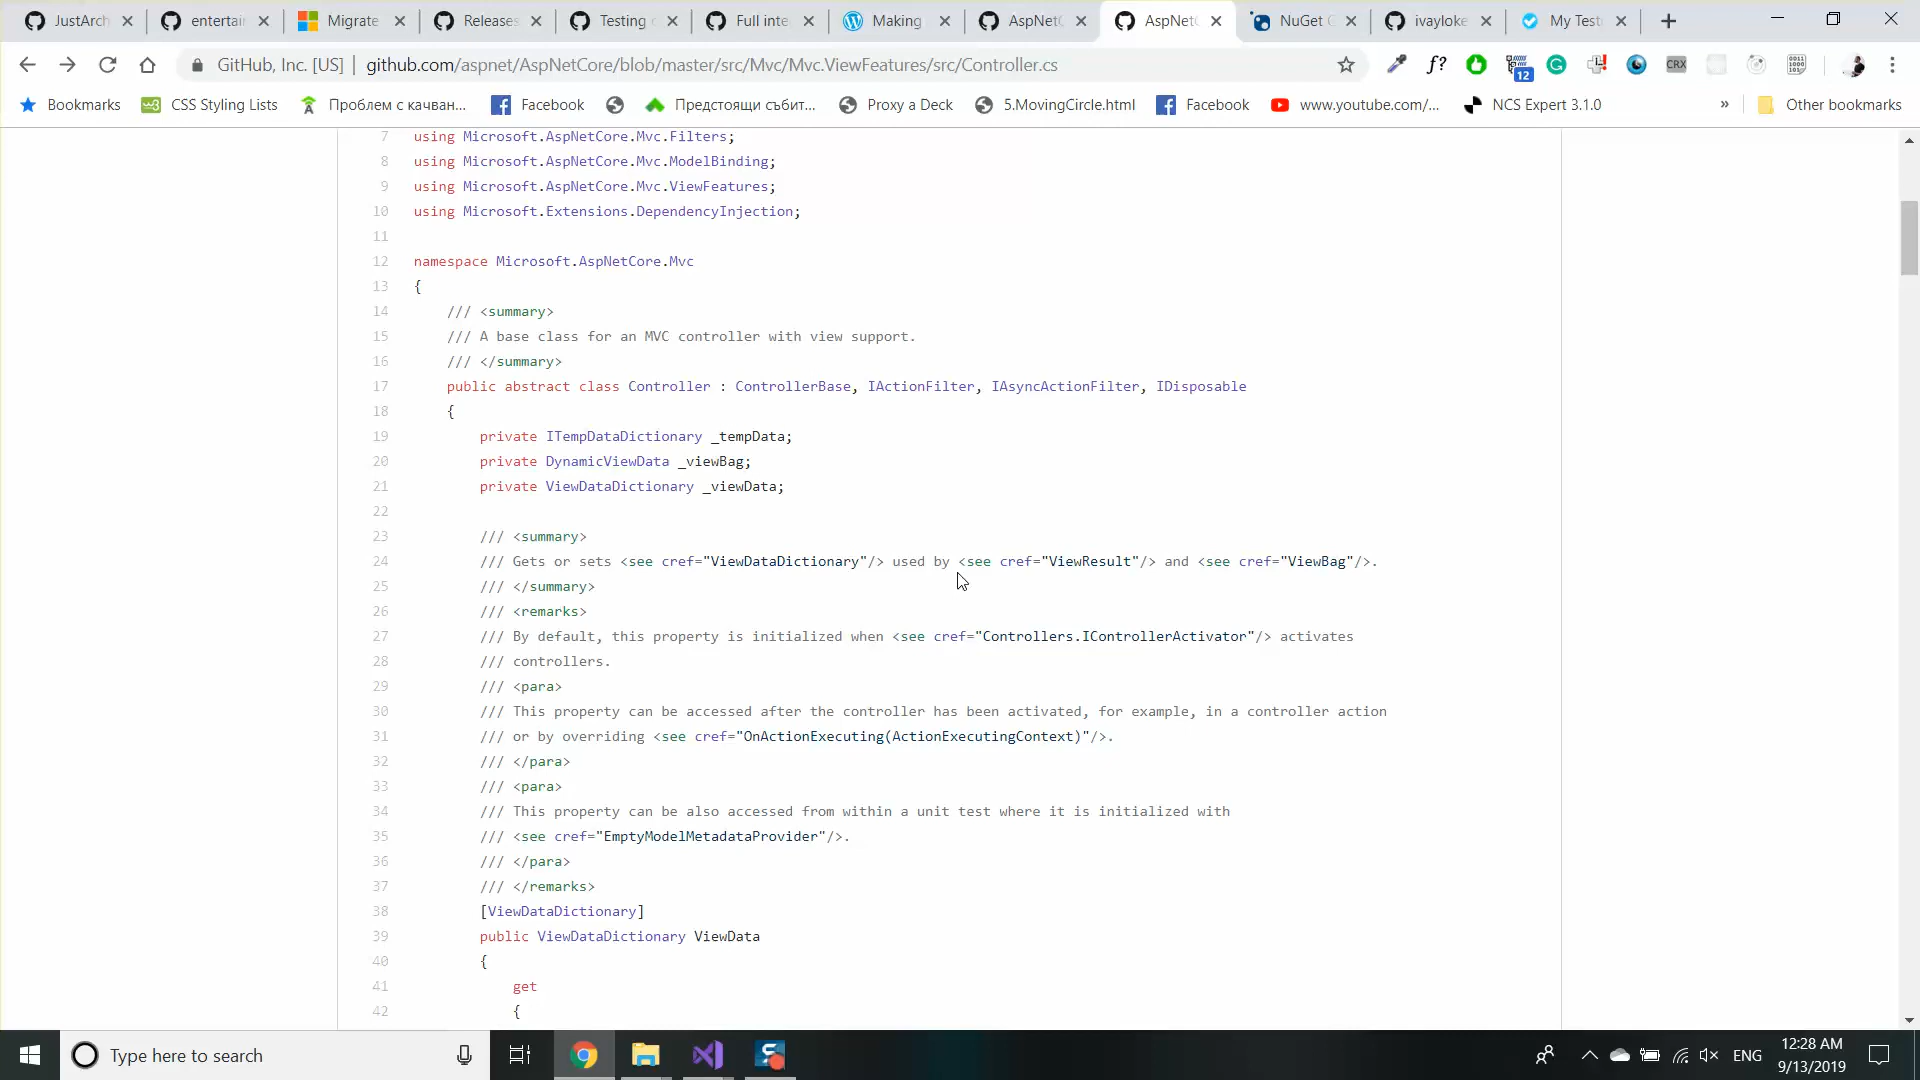 JustArch
entertai
Migrate
Releases
Testing
Full inte
Making
AspNetC
AspNetC
NuGet
ivayloke
My Test
GitHub, Inc. [US] | github.com/aspnet/AspNetCore/blob/master/src/Mvc/Mvc.ViewFeatures/src/Controller.cs
f?
12
CRX
Bookmarks
CSS Styling Lists
Проблем с качван...
Facebook
Предстоящи събит...
Proxy a Deck
5.MovingCircle.html
Facebook
www.youtube.com/...
NCS Expert 3.1.0
»
Other bookmarks
7 using Microsoft.AspNetCore.Mvc.Filters;
8 using Microsoft.AspNetCore.Mvc.ModelBinding;
9 using Microsoft.AspNetCore.Mvc.ViewFeatures;
10 using Microsoft.Extensions.DependencyInjection;
11
12 namespace Microsoft.AspNetCore.Mvc
13 {
14 /// <summary>
15 /// A base class for an MVC controller with view support.
16 /// </summary>
17 public abstract class Controller : ControllerBase, IActionFilter, IAsyncActionFilter, IDisposable
18 {
19 private ITempDataDictionary _tempData;
20 private DynamicViewData _viewBag;
21 private ViewDataDictionary _viewData;
22
23 /// <summary>
24 /// Gets or sets <see cref="ViewDataDictionary"/> used by <see cref="ViewResult"/> and <see cref="ViewBag"/>.
25 /// </summary>
26 /// <remarks>
27 /// By default, this property is initialized when <see cref="Controllers.IControllerActivator"/> activates
28 /// controllers.
29 /// <para>
30 /// This property can be accessed after the controller has been activated, for example, in a controller action
31 /// or by overriding <see cref="OnActionExecuting(ActionExecutingContext)"/>.
32 /// </para>
33 /// <para>
34 /// This property can be also accessed from within a unit test where it is initialized with
35 /// <see cref="EmptyModelMetadataProvider"/>.
36 /// </para>
37 /// </remarks>
38 [ViewDataDictionary]
39 public ViewDataDictionary ViewData
40 {
41 get
42 {
Type here to search
ENG
12:28 AM
9/13/2019